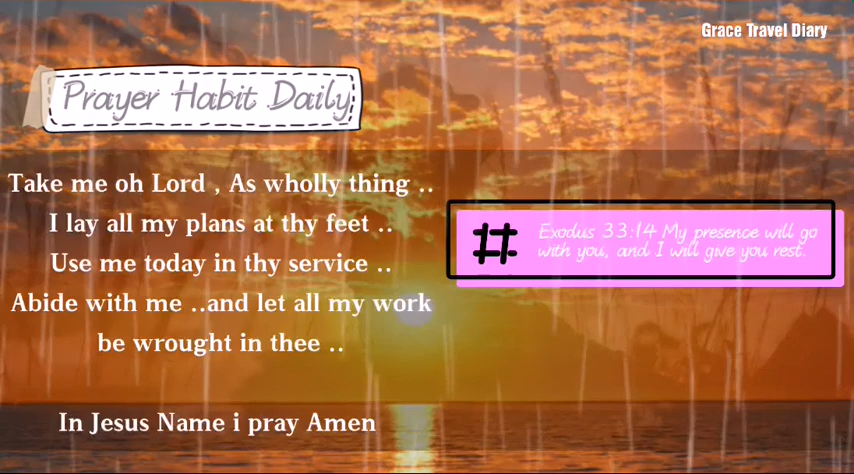 Grace Travel Diary
Prayer Habit Daily
Take me oh Lord , As wholly thing ..
I lay all my plans at thy feet ..
Use me today in thy service ..
Abide with me ..and let all my work
be wrought in thee ..
In Jesus Name i pray Amen
# Exodus 33:14 My presence will go
with you, and I will give you rest.